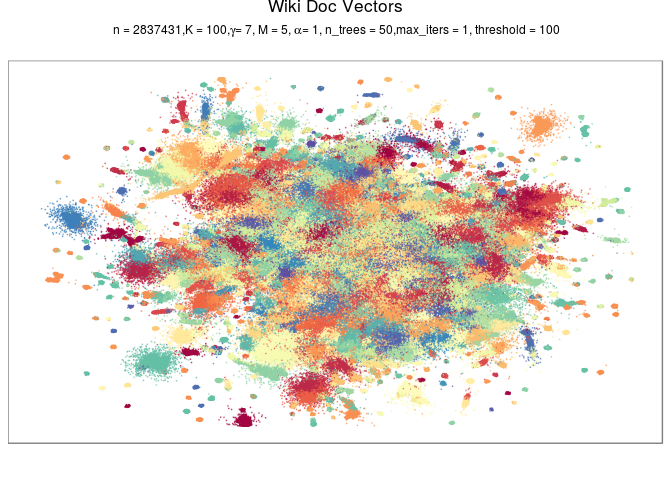 Wiki Doc Vectors
n = 2837431,K = 100,γ= 7, M = 5, α= 1, n_trees = 50,max_iters = 1, threshold = 100